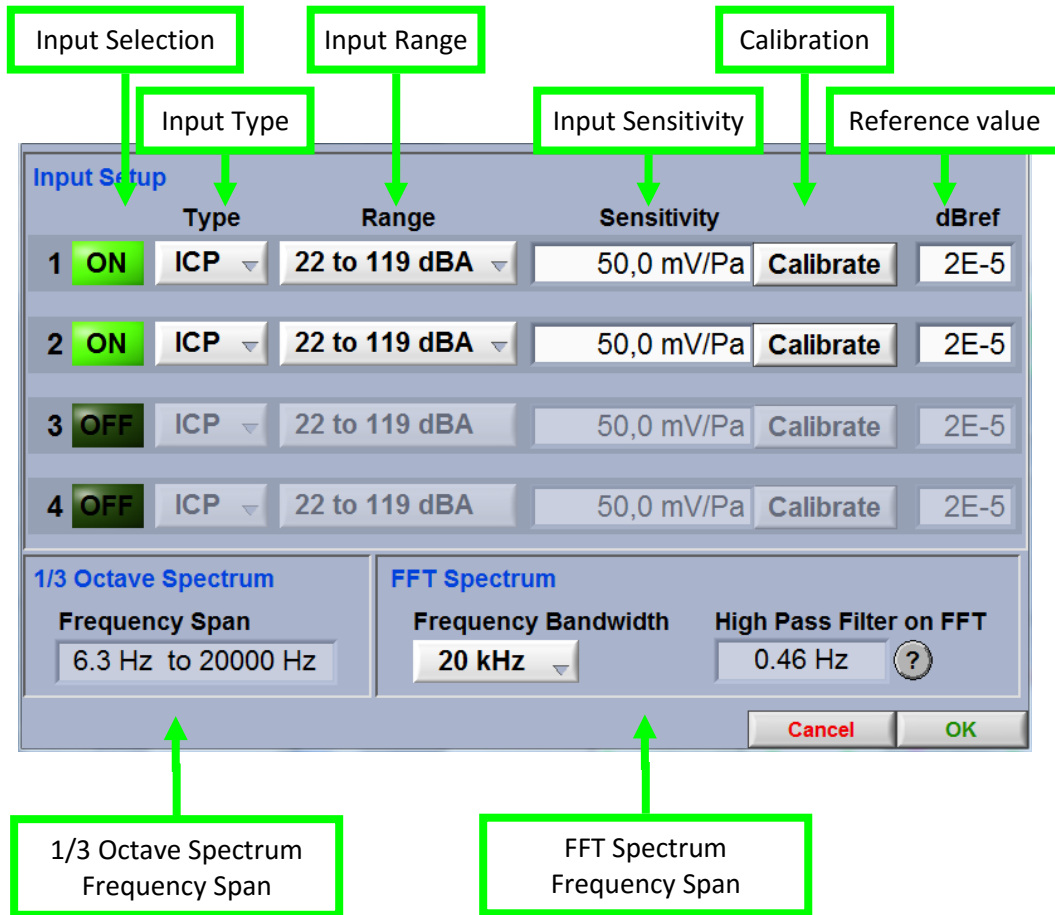 Input Selection
Input Range
Calibration
Input Type
Input Sensitivity
Reference value
Input Setup
Type Range Sensitivity dBref
1 ON ICP 22 to 119 dBA 50,0 mV/Pa Calibrate 2E-5
2 ON ICP 22 to 119 dBA 50,0 mV/Pa Calibrate 2E-5
3 OFF ICP 22 to 119 dBA 50,0 mV/Pa Calibrate 2E-5
4 OFF ICP 22 to 119 dBA 50,0 mV/Pa Calibrate 2E-5
1/3 Octave Spectrum
Frequency Span
6.3 Hz to 20000 Hz
FFT Spectrum
Frequency Bandwidth High Pass Filter on FFT
20 kHz 0.46 Hz ?
Cancel OK
1/3 Octave Spectrum
Frequency Span
FFT Spectrum
Frequency Span